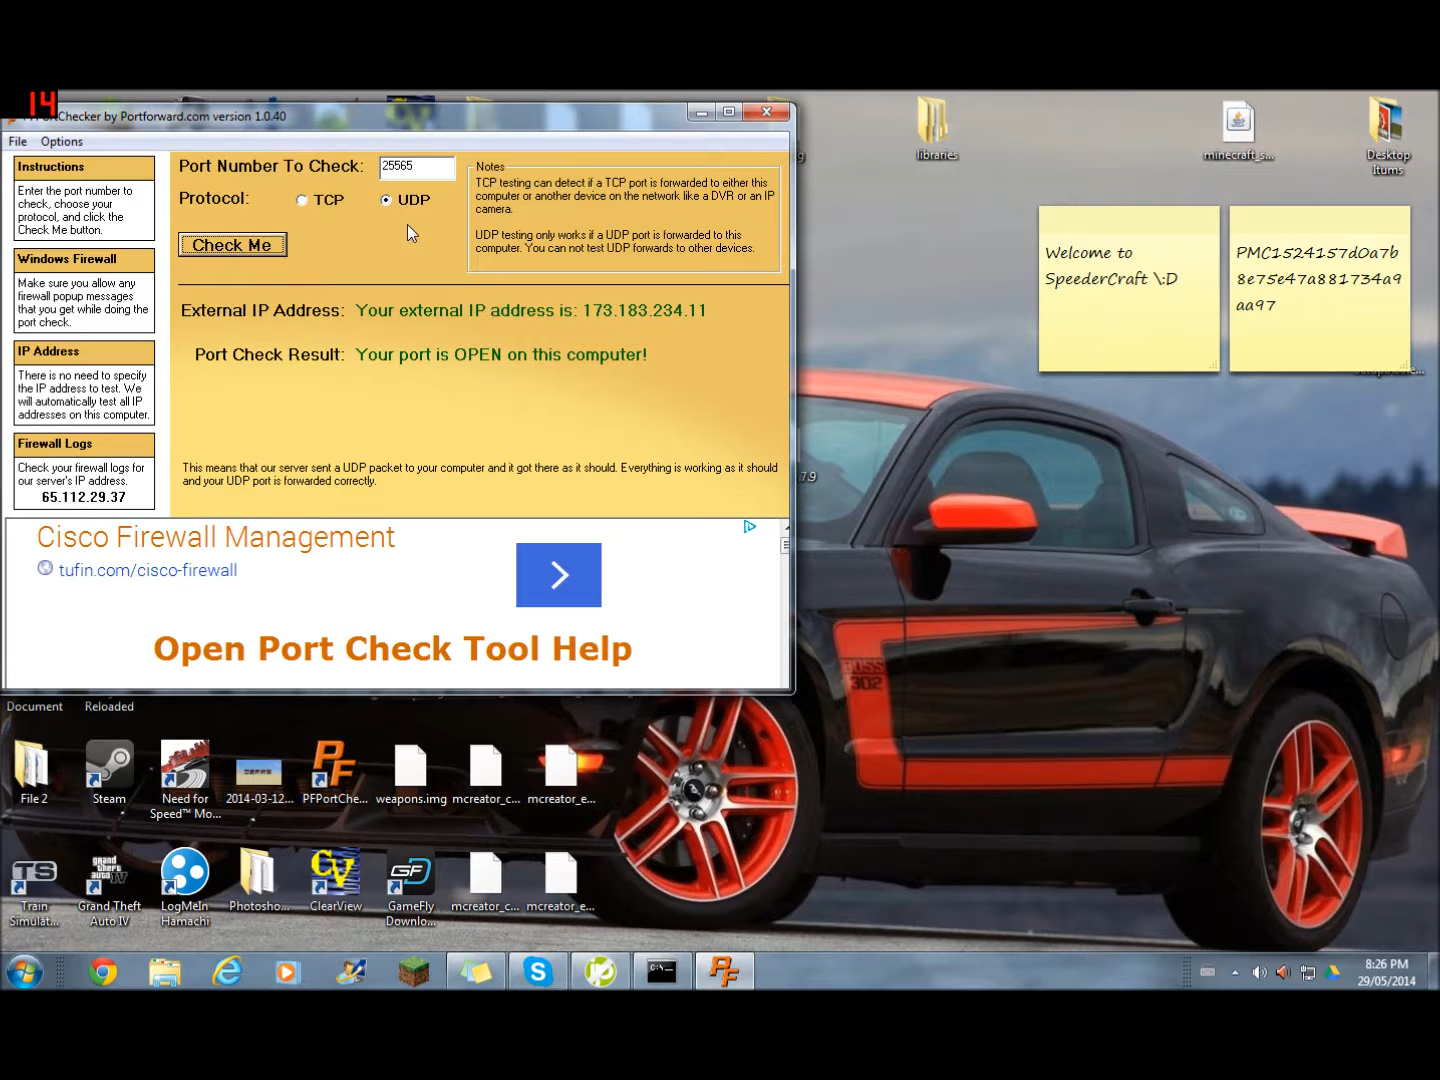 14
Checker by Portforward.com version 1.0.40
File Options
Instructions
Enter the port number to
check, choose your
protocol, and click the
Check Me button.
Windows Firewall
Make sure you allow any
firewall popup messages
that you get while doing the
port check.
IP Address
There is no need to specify
the IP address to test. We
will automatically test all IP
addresses on this computer.
Firewall Logs
Check your firewall logs for
our server's IP address.
65.112.29.37
Port Number To Check: 25565
Protocol: TCP UDP
Check Me
Notes
TCP testing can detect if a TCP port is forwarded to either this
computer or another device on the network like a DVR or an IP
camera.
UDP testing only works if a UDP port is forwarded to this
computer. You can not test UDP forwards to other devices.
External IP Address: Your external IP address is: 173.183.234.11
Port Check Result: Your port is OPEN on this computer!
This means that our server sent a UDP packet to your computer and it got there as it should. Everything is working as it should
and your UDP port is forwarded correctly.
Cisco Firewall Management
tufin.com/cisco-firewall
Open Port Check Tool Help
libraries
minecraft_s...
Desktop
Itums
Welcome to
SpeederCraft \:D
PMC1524157d0a7b
8e75e47a881734a9
aa97
.7.9
BOSS
302
Document Reloaded
File 2
Steam
Need for
Speed™ Mo...
2014-03-12...
PFPortChe...
weapons.img
mcreator_c...
mcreator_e...
Train
Simulat...
Grand Theft
Auto IV
LogMeIn
Hamachi
Photosho...
ClearView
GameFly
Downlo...
mcreator_c...
mcreator_e...
8:26 PM
29/05/2014